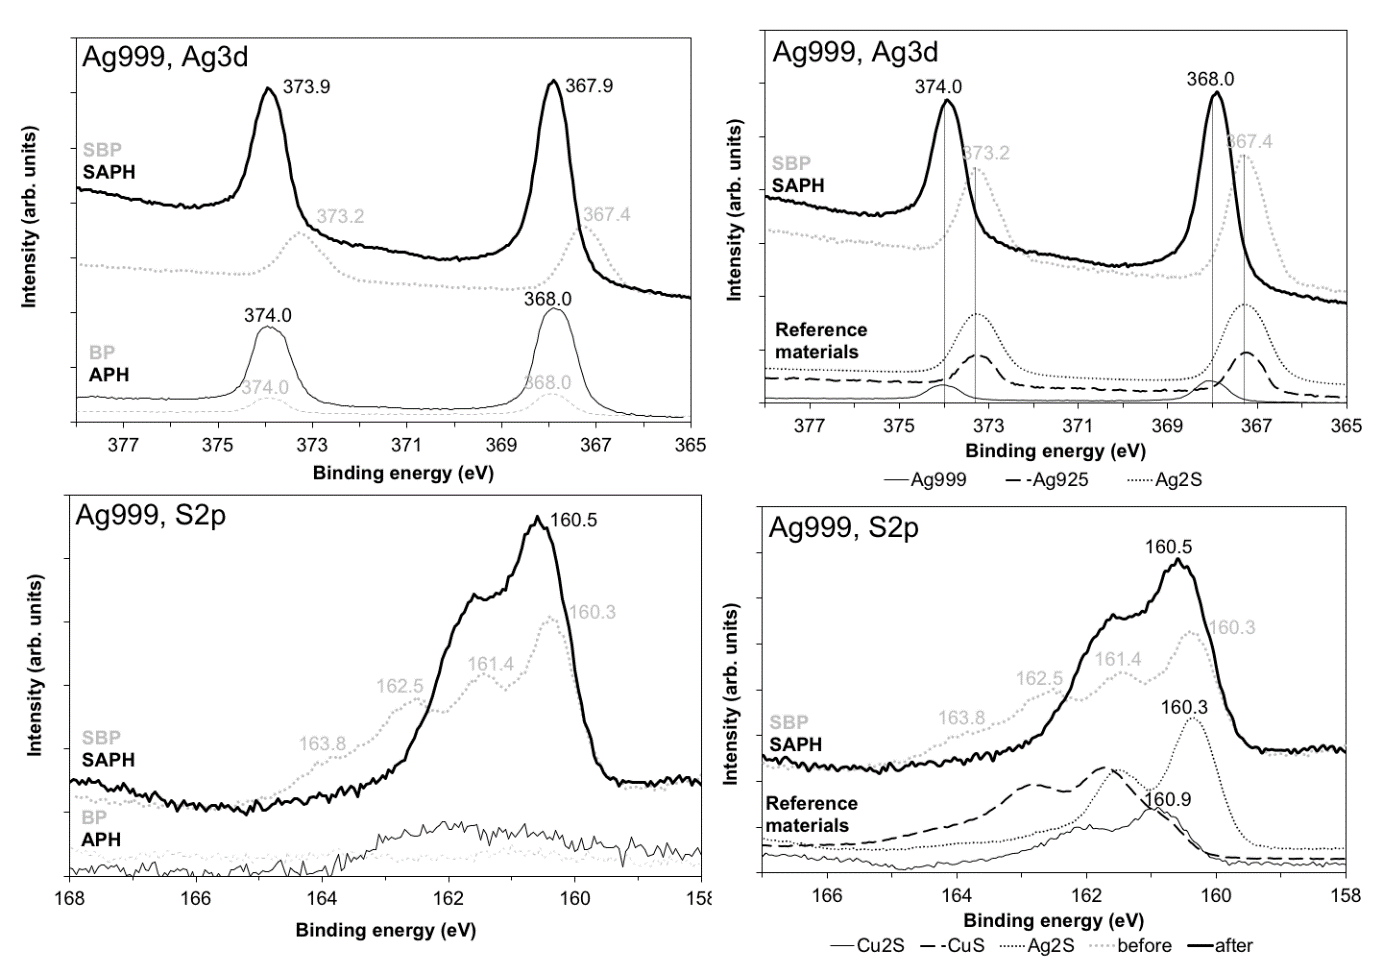 Ag999, Ag3d
373.9
367.9
SBP
SAPH
373.2
367.4
374.0
368.0
BP
APH
374.0
368.0
Intensity (arb. units)
377 375 373 371 369 367 365
Binding energy (eV)
Ag999, Ag3d
374.0
368.0
367.4
373.2
SBP
SAPH
Reference
materials
Intensity (arb. units)
377 375 373 371 369 367 365
Binding energy (eV)
Ag999 -Ag925 Ag2S
Ag999, S2p
160.5
160.3
161.4
162.5
163.8
SBP
SAPH
BP
APH
Intensity (arb. units)
168 166 164 162 160 158
Binding energy (eV)
Ag999, S2p
160.5
160.3
161.4
162.5
163.8
160.3
SBP
SAPH
160.9
Reference
materials
Intensity (arb. units)
166 164 162 160 158
Binding energy (eV)
Cu2S -CuS Ag2S before after